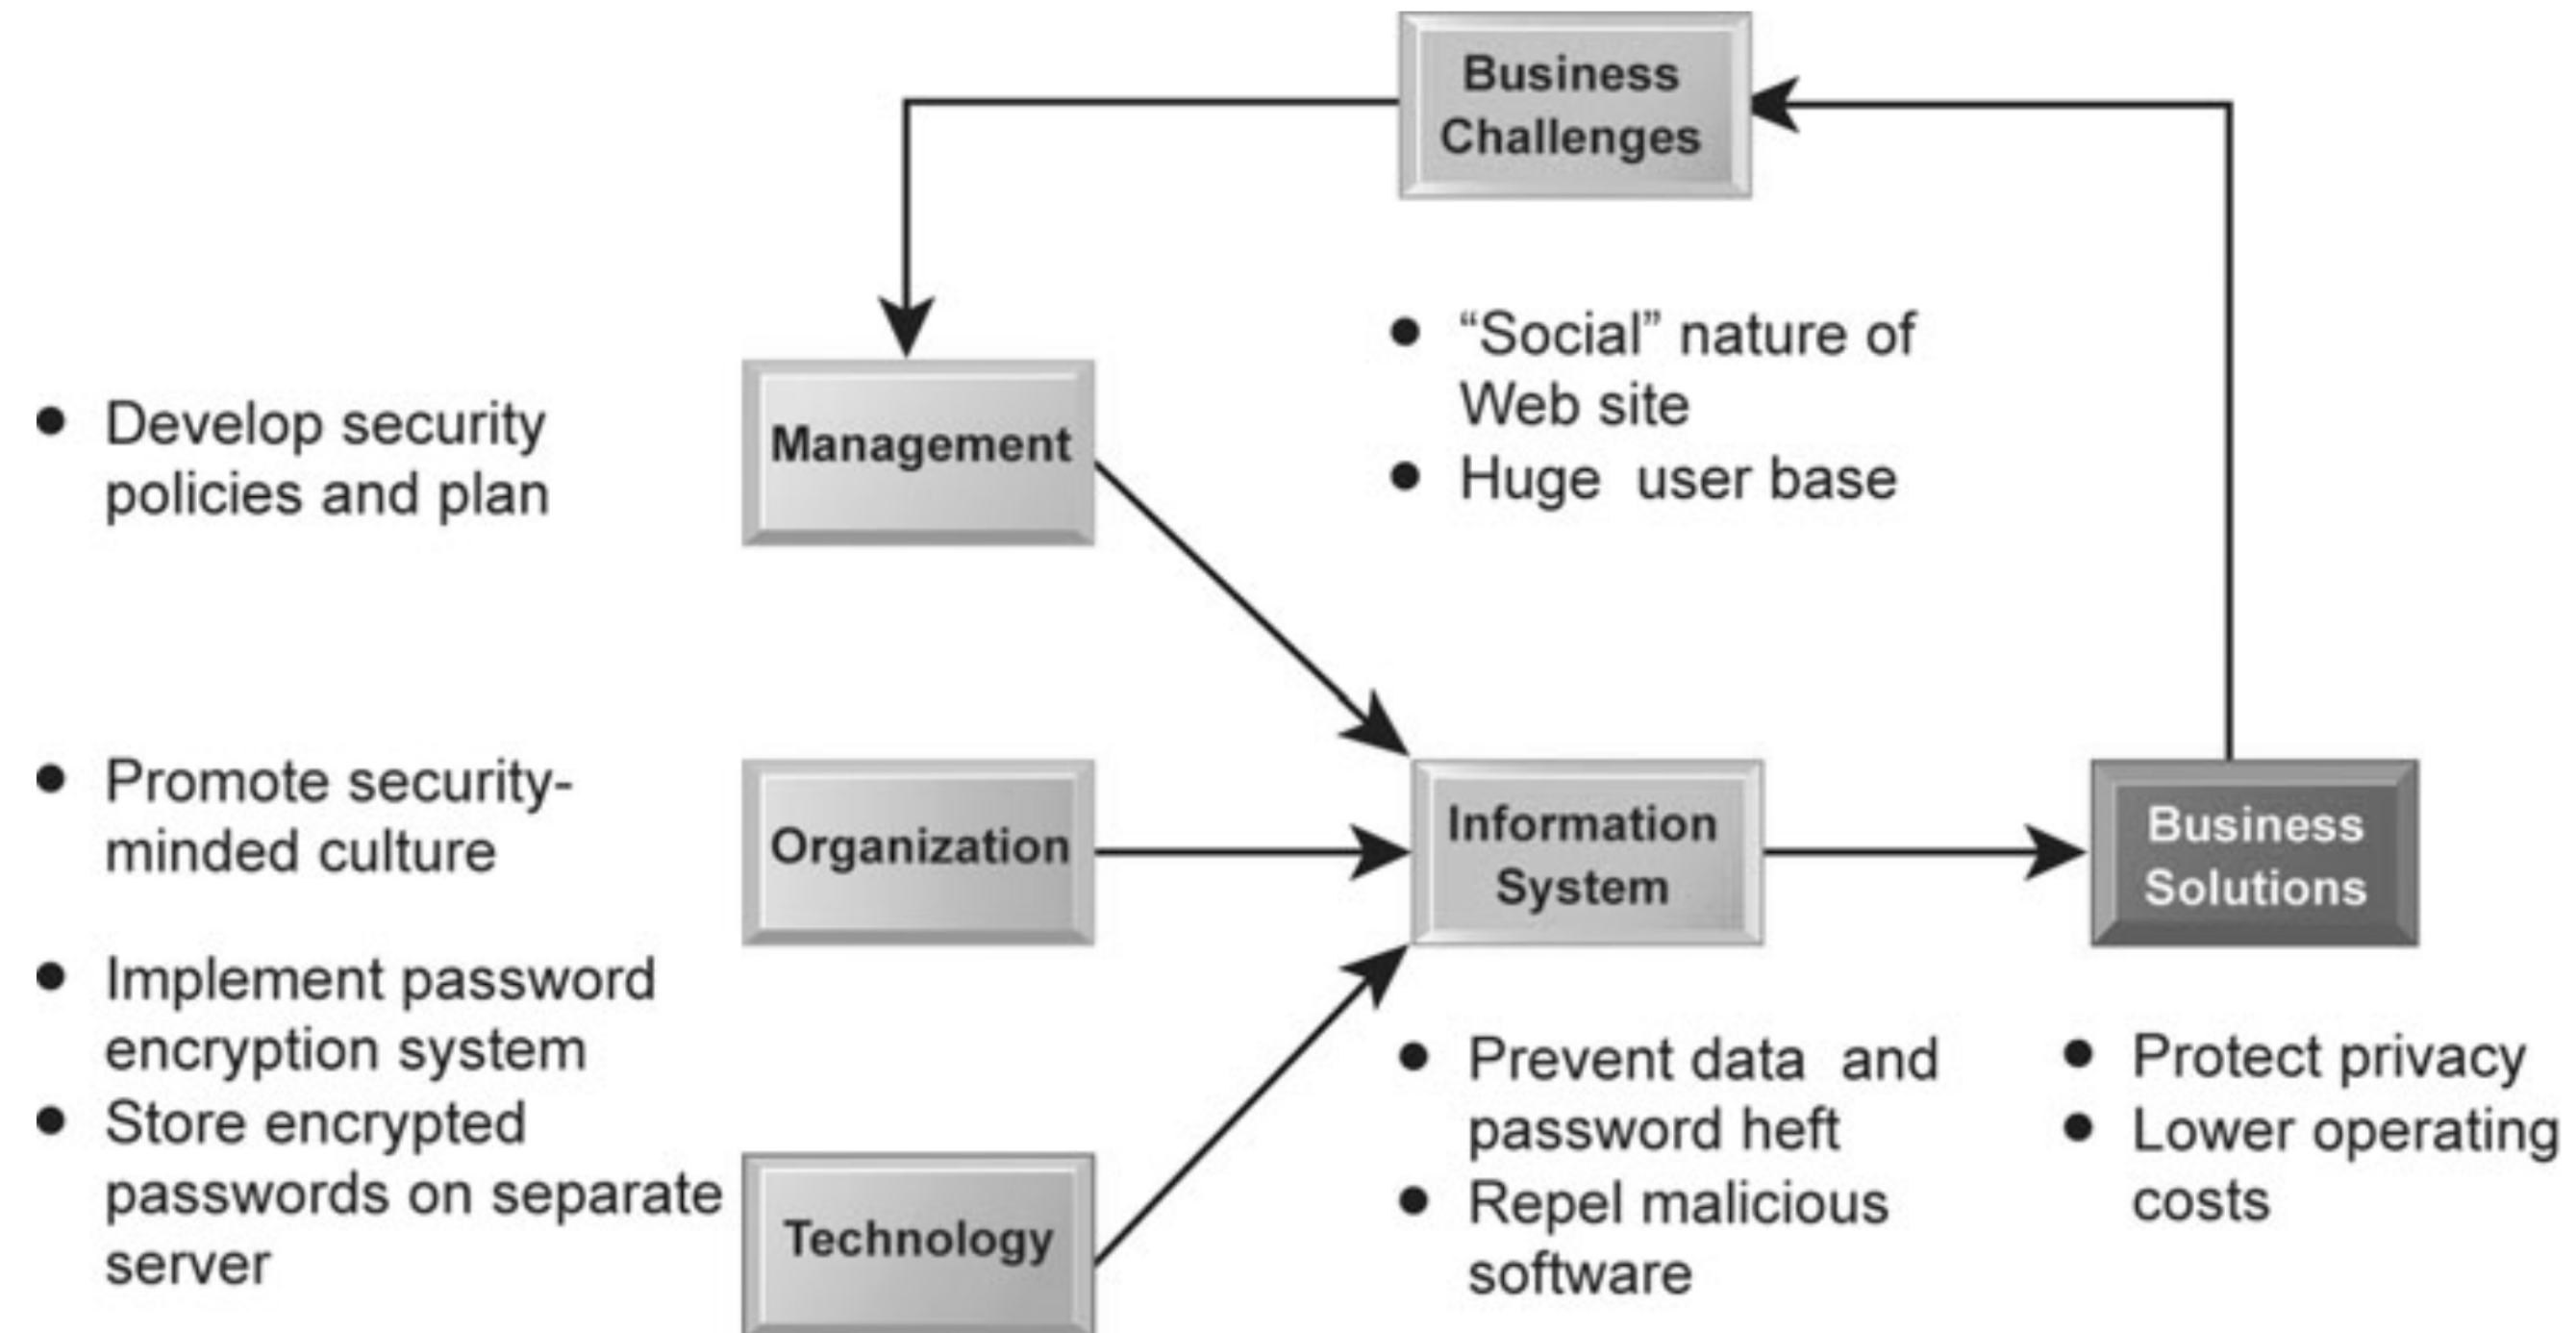 Business
Challenges
“Social” nature of
Web site
Huge user base
Develop security
policies and plan
Management
Promote security-
minded culture
Organization
Information
System
Business
Solutions
Implement password
encryption system
Store encrypted
passwords on separate
server
Technology
Prevent data and
password heft
Repel malicious
software
Protect privacy
Lower operating
costs